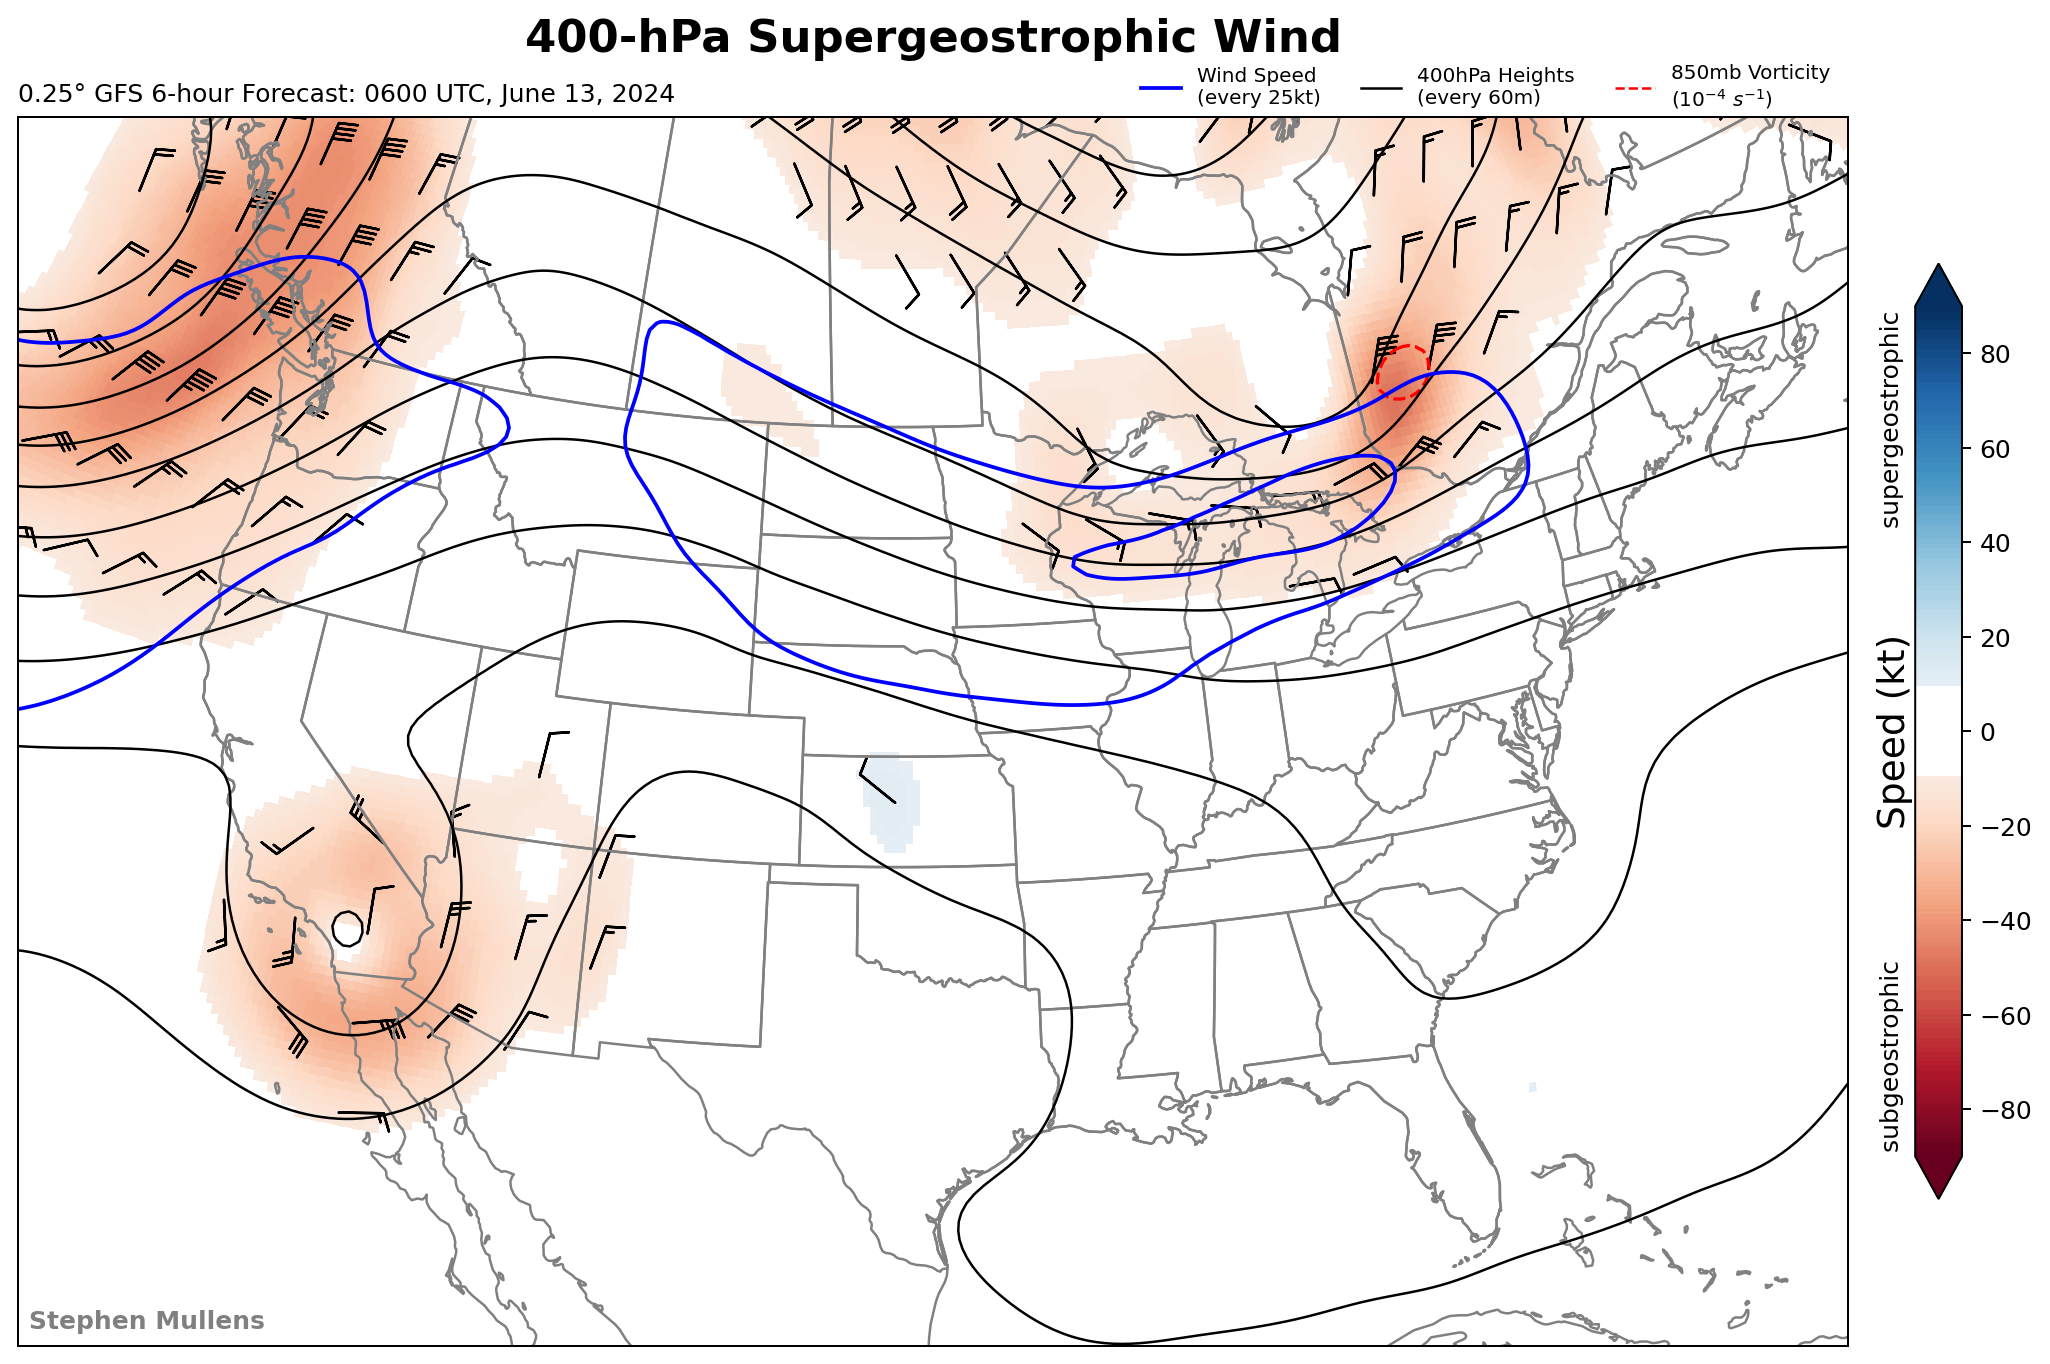 400-hPa Supergeostrophic Wind
0.25° GFS 6-hour Forecast: 0600 UTC, June 13, 2024
Wind Speed
(every 25kt)
400hPa Heights
(every 60m)
850mb Vorticity
(10⁻⁴ s⁻¹)
supergeostrophic
Speed (kt)
subgeostrophic
80
60
40
20
0
−20
−40
−60
−80
Stephen Mullens